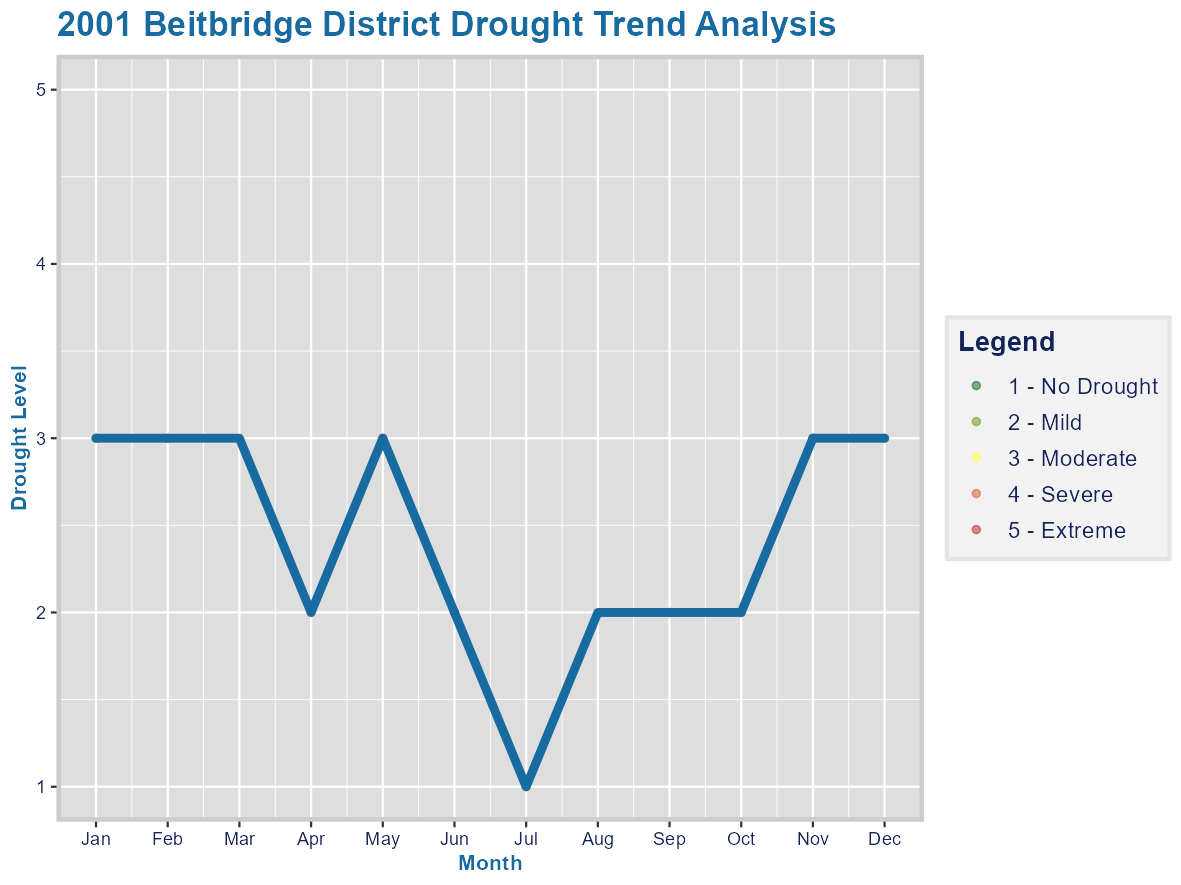 2001 Beitbridge District Drought Trend Analysis
Drought Level
5
4
3
2
1
Jan Feb Mar Apr May Jun Jul Aug Sep Oct Nov Dec
Month
Legend
1 - No Drought
2 - Mild
3 - Moderate
4 - Severe
5 - Extreme